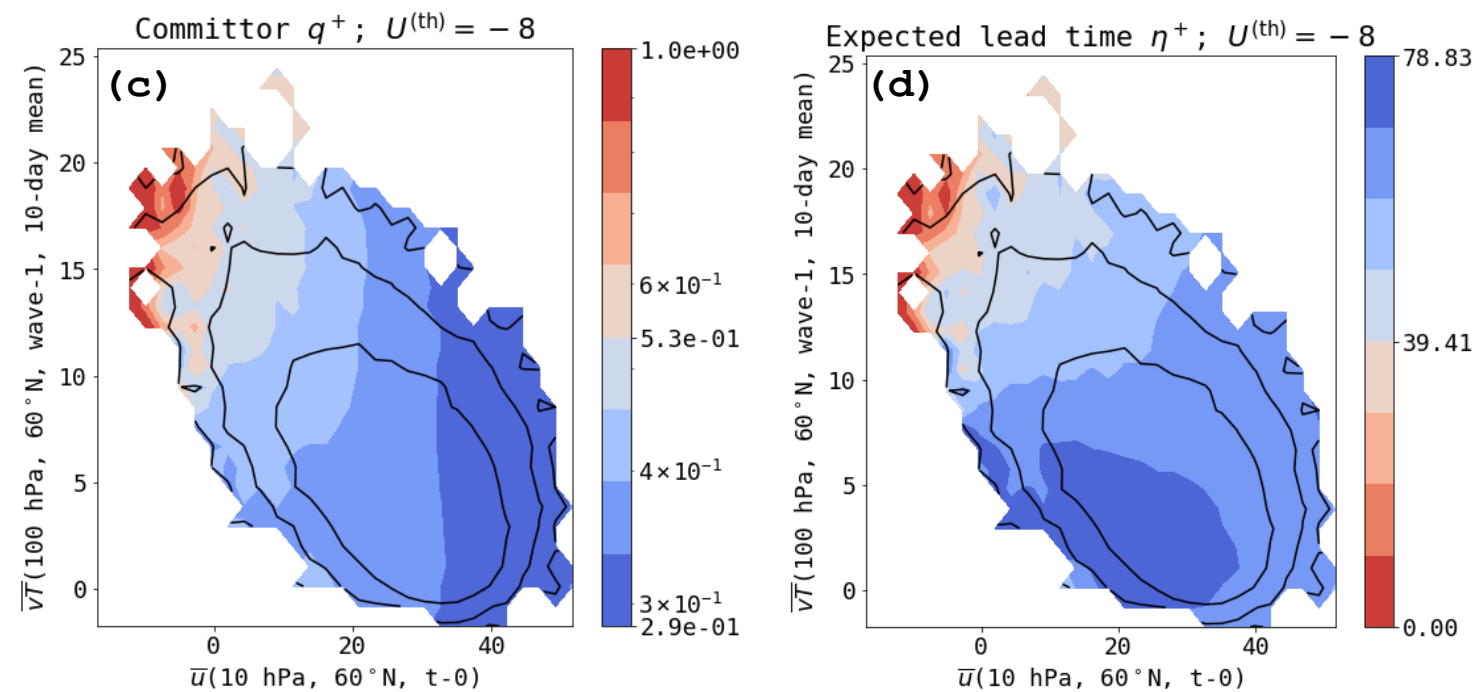 Committor q⁺; U⁽ᵗʰ⁾ = −8
(c)
25
20
15
10
5
0
v̅T̅(100 hPa, 60°N, wave-1, 10-day mean)
0
20
40
u̅(10 hPa, 60°N, t-0)
1.0e+00
6×10⁻¹
5.3e-01
4×10⁻¹
3×10⁻¹
2.9e-01
Expected lead time η⁺; U⁽ᵗʰ⁾ = −8
(d)
25
20
15
10
5
0
v̅T̅(100 hPa, 60°N, wave-1, 10-day mean)
0
20
40
u̅(10 hPa, 60°N, t-0)
78.83
39.41
0.00